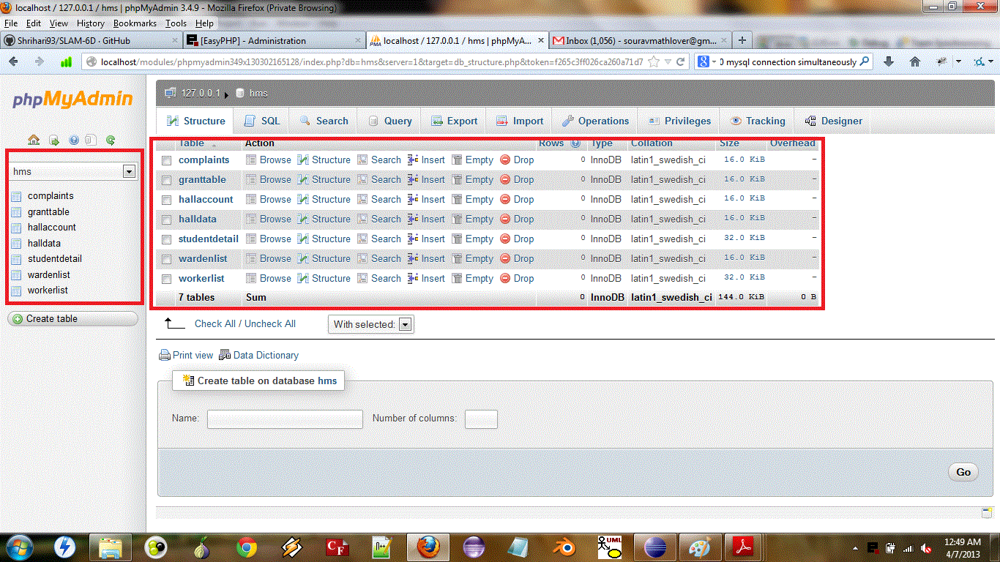 localhost / 127.0.0.1 / hms | phpMyAdmin 3.4.9 - Mozilla Firefox (Private Browsing)
File Edit View History Bookmarks Tools Help
Shrihari93/SLAM-6D · GitHub [EasyPHP] - Administration localhost / 127.0.0.1 / hms | phpMyA... Inbox (1,056) - souravmathlover@gm...
localhost/modules/phpmyadmin349x130302165128/index.php?db=hms&server=1&target=db_structure.php&token=f265c3ff026ca260a71d7 0 mysql connection simultaneously
phpMyAdmin
127.0.0.1 hms
Structure SQL Search Query Export Import Operations Privileges Tracking Designer
hms
complaints
granttable
hallaccount
halldata
studentdetail
wardenlist
workerlist
Create table
Table Action Rows Type Collation Size Overhead
complaints Browse Structure Search Insert Empty Drop 0 InnoDB latin1_swedish_ci 16.0 KiB -
granttable Browse Structure Search Insert Empty Drop 0 InnoDB latin1_swedish_ci 16.0 KiB -
hallaccount Browse Structure Search Insert Empty Drop 0 InnoDB latin1_swedish_ci 16.0 KiB -
halldata Browse Structure Search Insert Empty Drop 0 InnoDB latin1_swedish_ci 16.0 KiB -
studentdetail Browse Structure Search Insert Empty Drop 0 InnoDB latin1_swedish_ci 32.0 KiB -
wardenlist Browse Structure Search Insert Empty Drop 0 InnoDB latin1_swedish_ci 16.0 KiB -
workerlist Browse Structure Search Insert Empty Drop 0 InnoDB latin1_swedish_ci 32.0 KiB -
7 tables Sum 0 InnoDB latin1_swedish_ci 144.0 KiB 0 B
Check All / Uncheck All With selected:
Print view Data Dictionary
Create table on database hms
Name: Number of columns:
Go
12:49 AM
4/7/2013